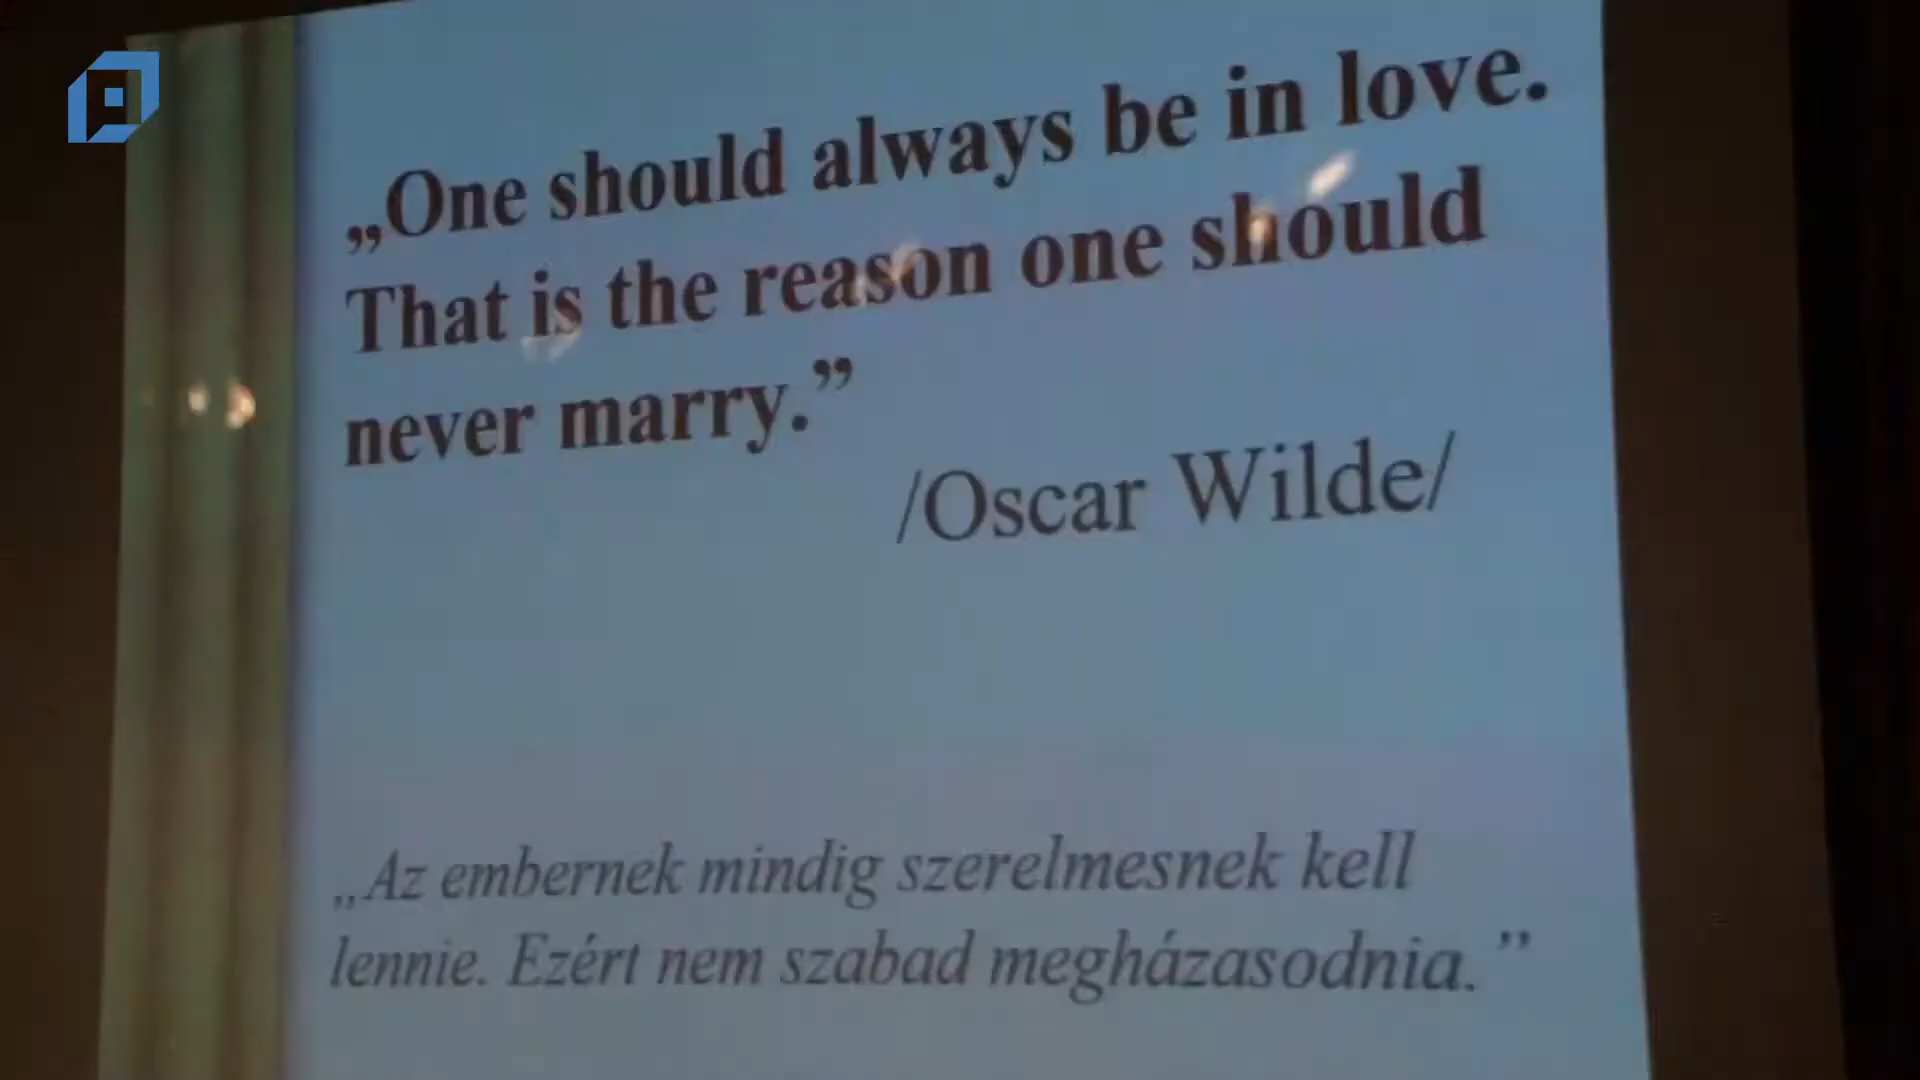 „One should always be in love.
That is the reason one should
never marry.”
/Oscar Wilde/
„Az embernek mindig szerelmesnek kell
lennie. Ezért nem szabad megházasodnia.”